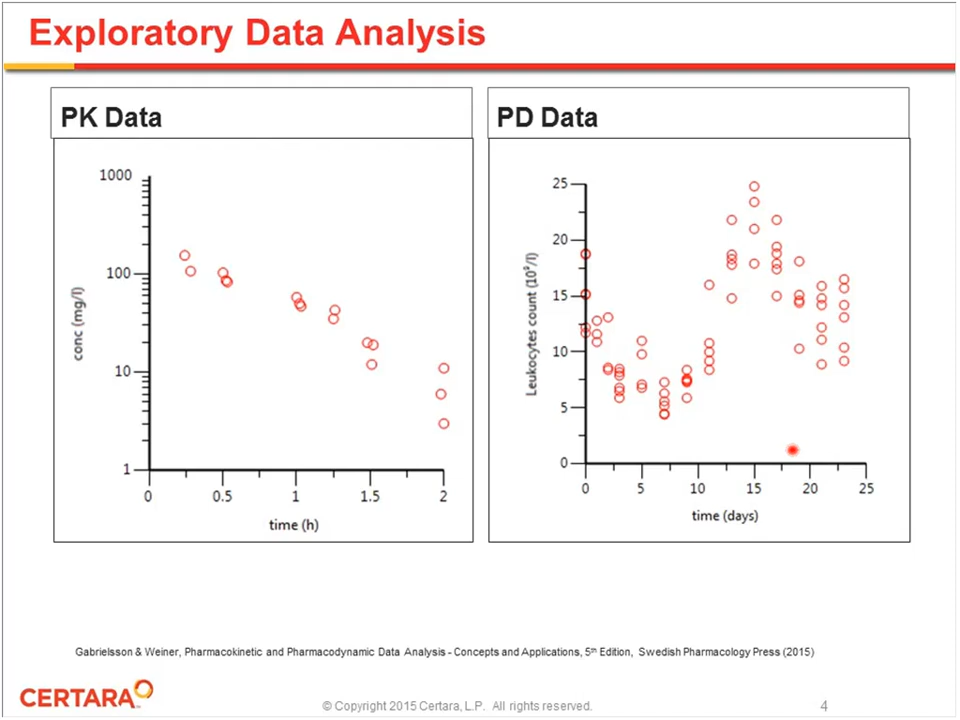 Exploratory Data Analysis
PK Data
1000
100
10
1
conc (mg/l)
0 0.5 1 1.5 2
time (h)
PD Data
25
20
15
10
5
0
Leukocytes count (10⁹/l)
0 5 10 15 20 25
time (days)
Gabrielsson & Weiner, Pharmacokinetic and Pharmacodynamic Data Analysis - Concepts and Applications, 5th Edition, Swedish Pharmacology Press (2015)
CERTARA
© Copyright 2015 Certara, L.P. All rights reserved.
4